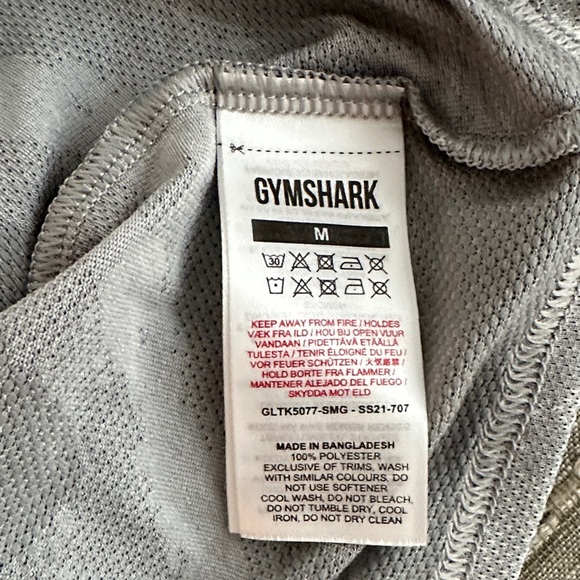 GYMSHARK
M
30
KEEP AWAY FROM FIRE / HOLDES
VÆK FRA ILD / HOU BIJ OPEN VUUR
VANDAAN / PIDETTÄVÄ ETÄÄLLÄ
TULESTA / TENIR ÉLOIGNÉ DU FEU /
VOR FEUER SCHÜTZEN / 火気厳禁 /
HOLD BORTE FRA FLAMMER /
MANTENER ALEJADO DEL FUEGO /
SKYDDA MOT ELD
GLTK5077-SMG - SS21-707
MADE IN BANGLADESH
100% POLYESTER
EXCLUSIVE OF TRIMS, WASH
WITH SIMILAR COLOURS, DO
NOT USE SOFTENER
COOL WASH, DO NOT BLEACH,
DO NOT TUMBLE DRY, COOL
IRON, DO NOT DRY CLEAN